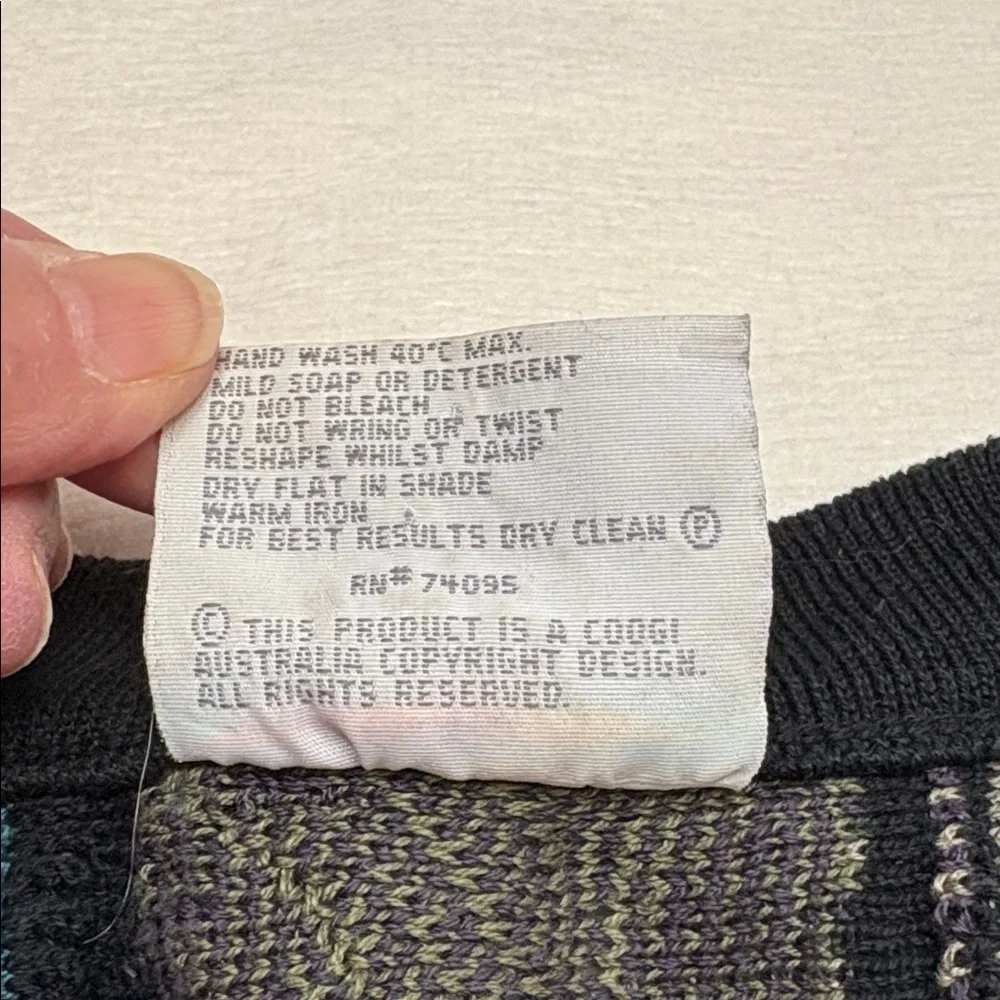 HAND WASH 40°C MAX.
MILD SOAP OR DETERGENT
DO NOT BLEACH
DO NOT WRING OR TWIST
RESHAPE WHILST DAMP
DRY FLAT IN SHADE
WARM IRON
FOR BEST RESULTS DRY CLEAN Ⓟ
RN# 74095
© THIS PRODUCT IS A COOGI
AUSTRALIA COPYRIGHT DESIGN.
ALL RIGHTS RESERVED.